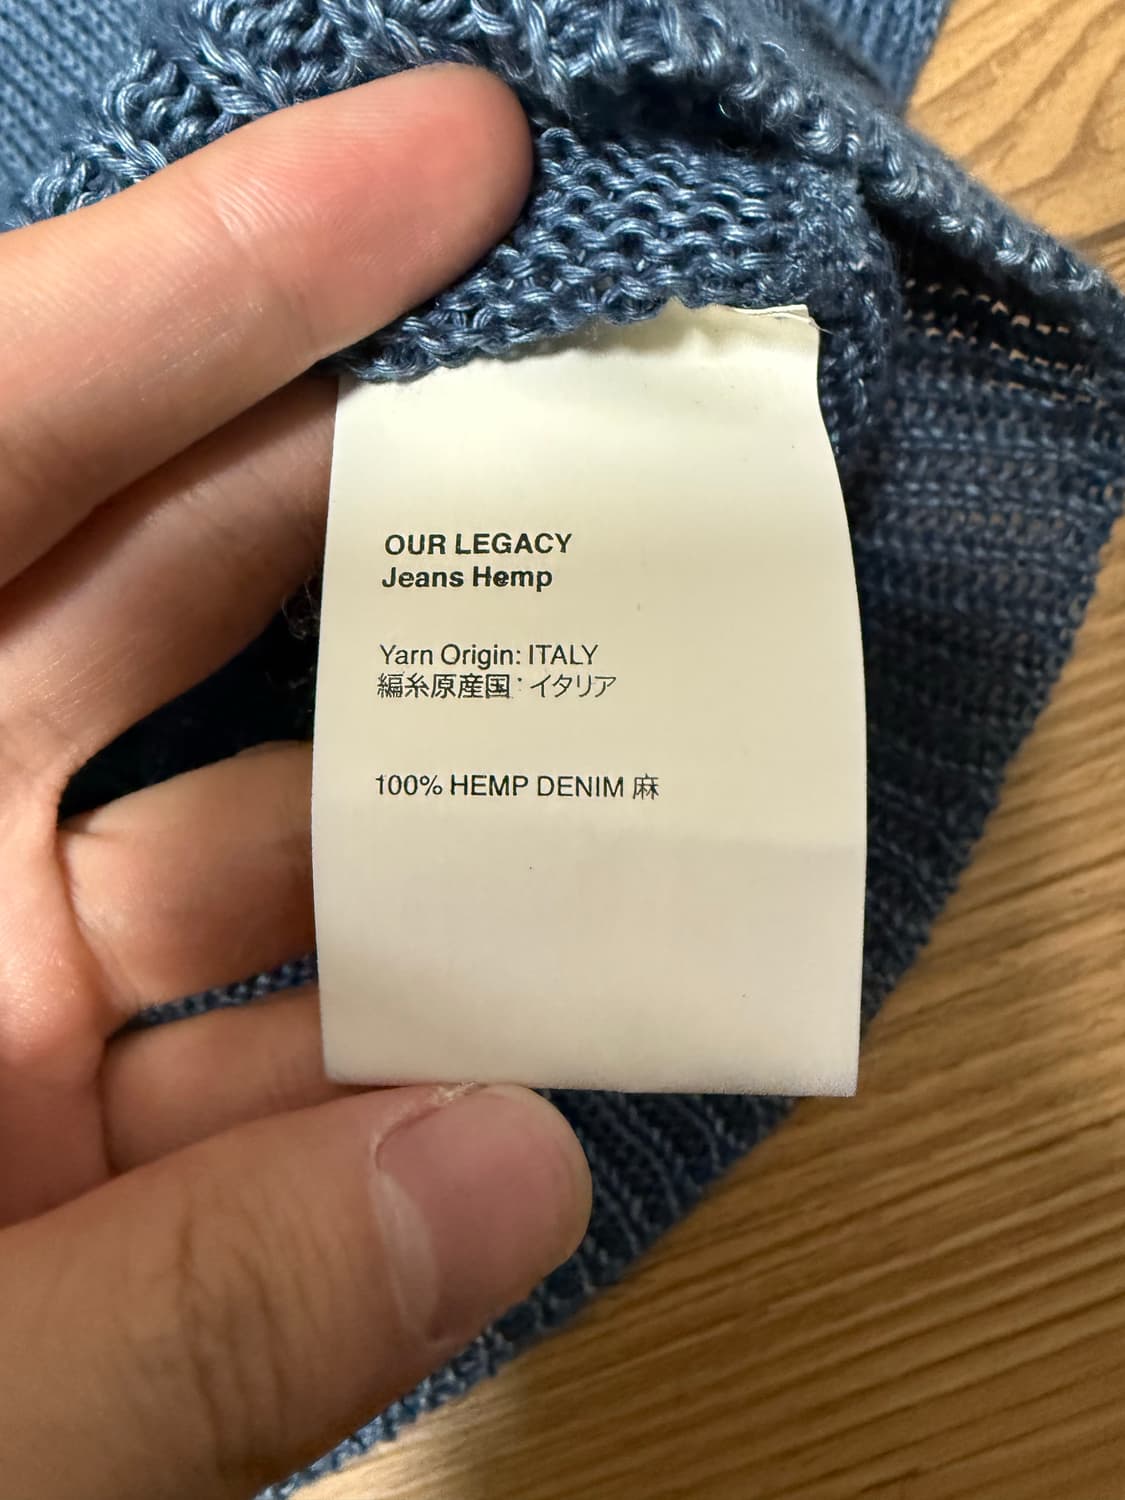 OUR LEGACY
Jeans Hemp
Yarn Origin: ITALY
編糸原産国：イタリア
100% HEMP DENIM 麻